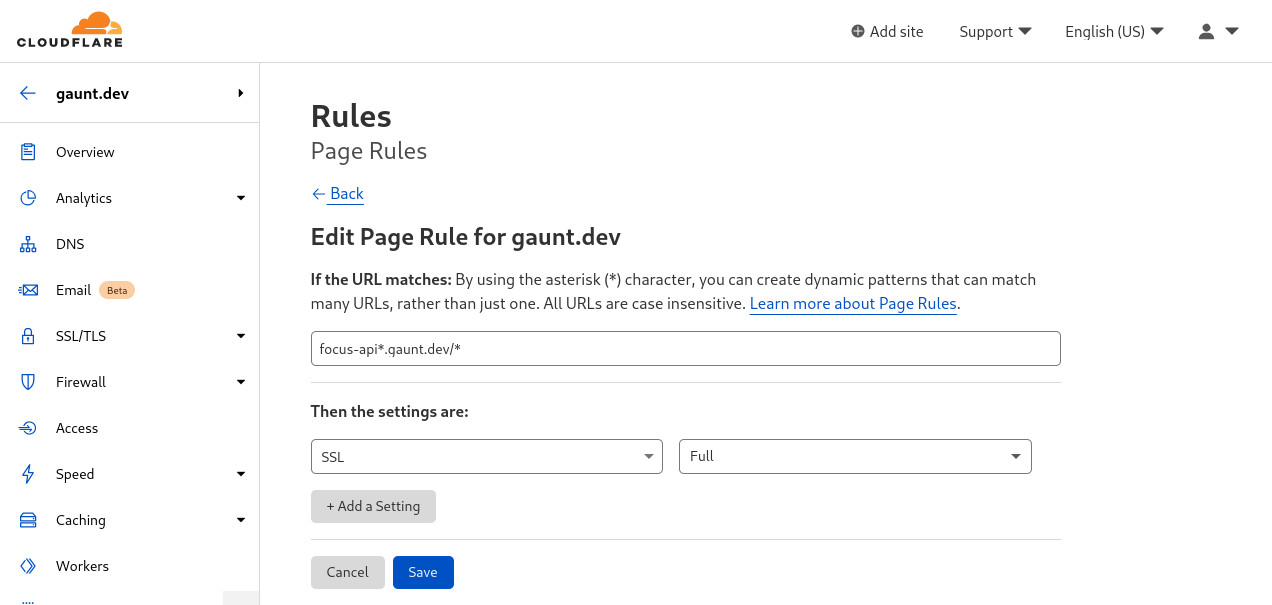 CLOUDFLARE
Add site
Support
English (US)
gaunt.dev
Overview
Analytics
DNS
Email Beta
SSL/TLS
Firewall
Access
Speed
Caching
Workers
Rules
Page Rules
Back
Edit Page Rule for gaunt.dev
If the URL matches: By using the asterisk (*) character, you can create dynamic patterns that can match
many URLs, rather than just one. All URLs are case insensitive. Learn more about Page Rules.
focus-api*.gaunt.dev/*
Then the settings are:
SSL
Full
+ Add a Setting
Cancel
Save